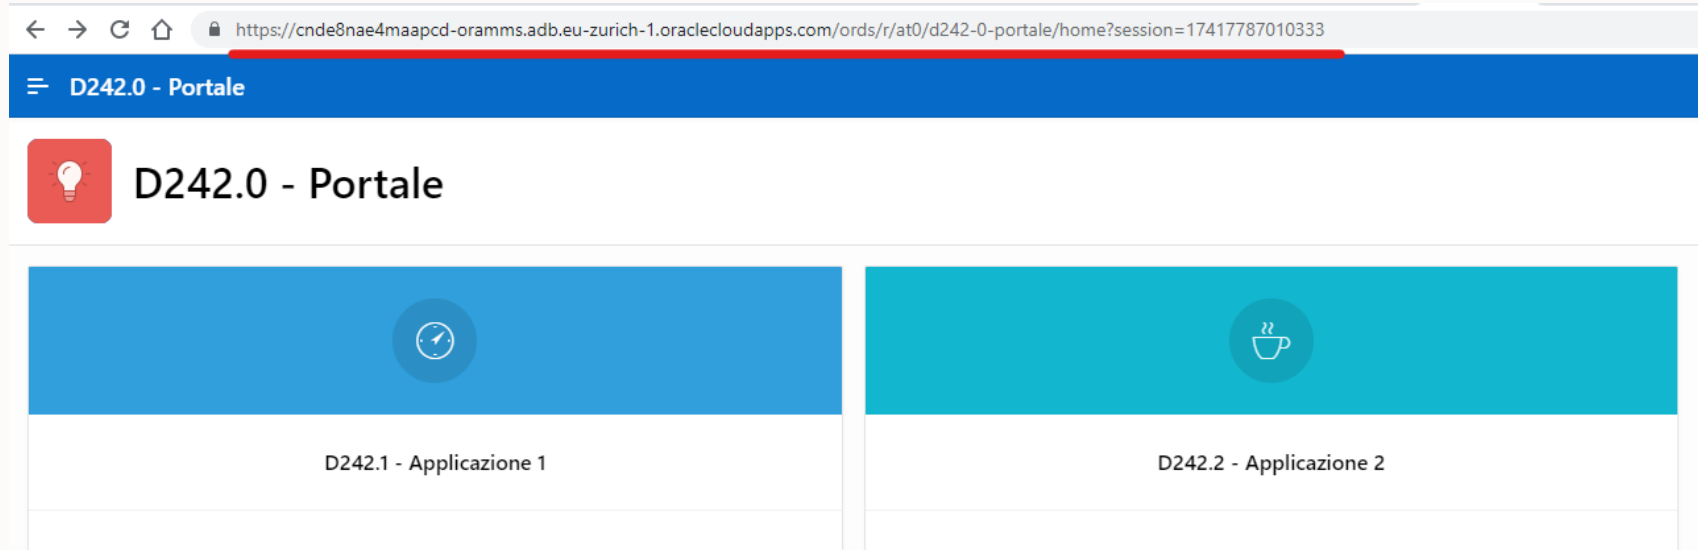 https://cnde8nae4maapcd-oramms.adb.eu-zurich-1.oraclecloudapps.com/ords/r/at0/d242-0-portale/home?session=17417787010333
D242.0 - Portale
D242.0 - Portale
D242.1 - Applicazione 1
D242.2 - Applicazione 2